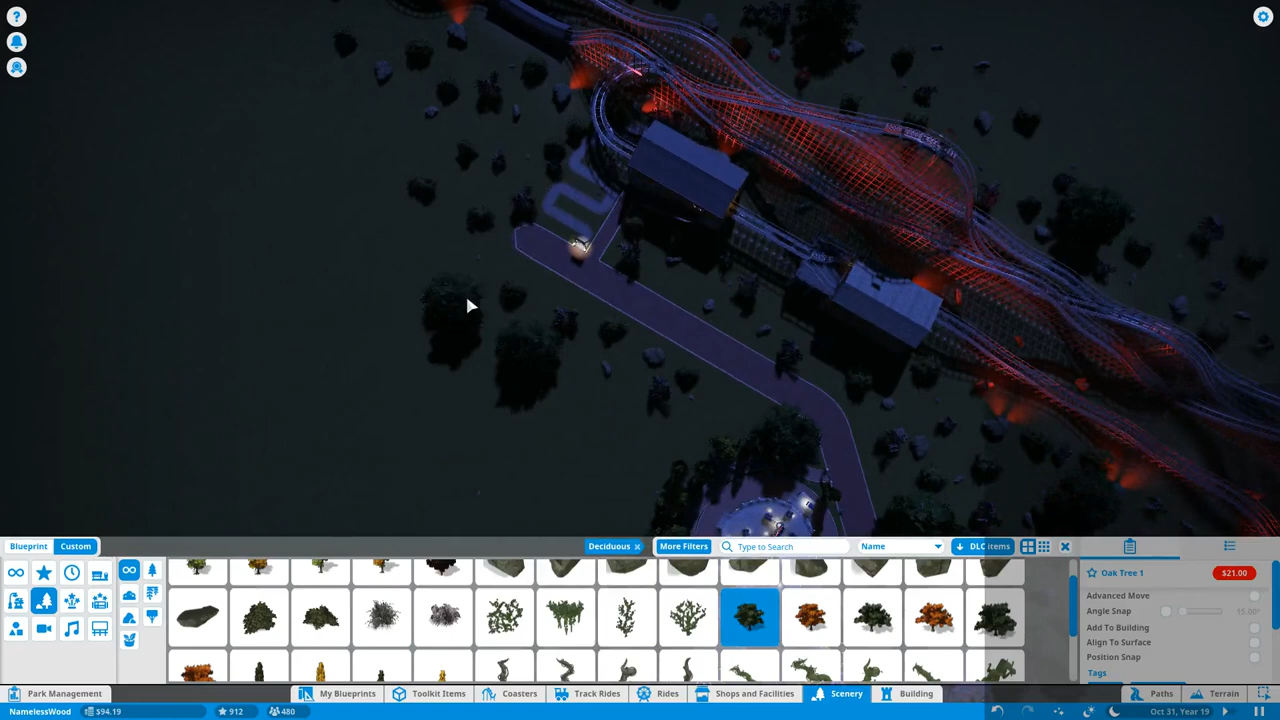 ?
Blueprint Custom Deciduous × More Filters Type to Search Name DLC items
Oak Tree 1 $21.00
Advanced Move
Angle Snap 15.00°
Add To Building
Align To Surface
Position Snap
Tags
Park Management My Blueprints Toolkit Items Coasters Track Rides Rides Shops and Facilities Scenery Building Paths Terrain
NamelessWood $94.19 912 480 Oct 31, Year 19